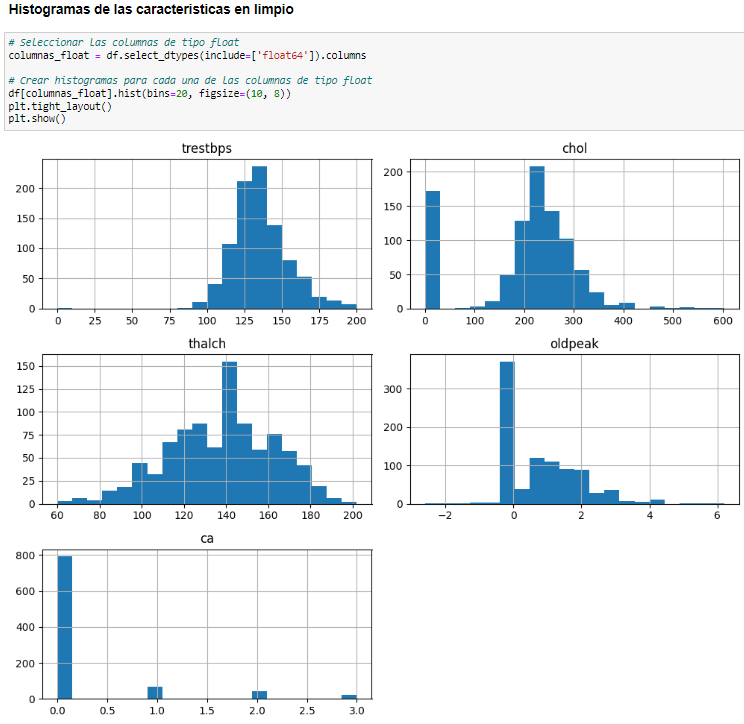 Histogramas de las caracteristicas en limpio
# Seleccionar las columnas de tipo float
columnas_float = df.select_dtypes(include=['float64']).columns
# Crear histogramas para cada una de las columnas de tipo float
df[columnas_float].hist(bins=20, figsize=(10, 8))
plt.tight_layout()
plt.show()
trestbps
200
150
100
50
0
0 25 50 75 100 125 150 175 200
chol
200
150
100
50
0
0 100 200 300 400 500 600
thalch
150
125
100
75
50
25
0
60 80 100 120 140 160 180 200
oldpeak
300
200
100
0
−2 0 2 4 6
ca
800
600
400
200
0
0.0 0.5 1.0 1.5 2.0 2.5 3.0